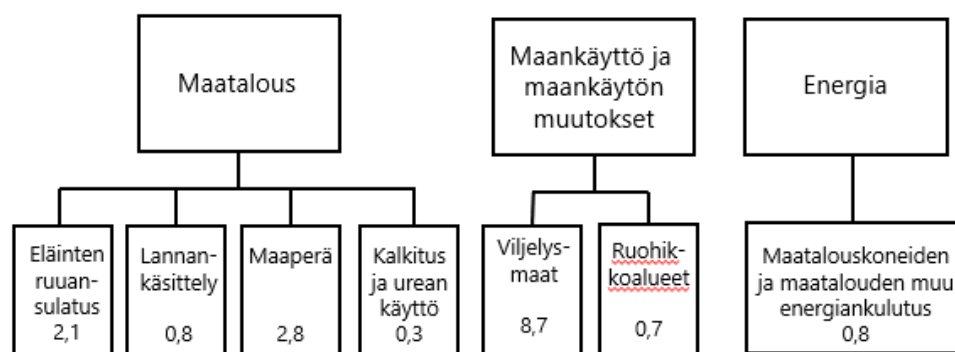 Maatalous
Maankäyttö ja
maankäytön
muutokset
Energia
Eläinten
ruuan-
sulatus
2,1
Lannan-
käsittely
0,8
Maaperä
2,8
Kalkitus
ja urean
käyttö
0,3
Viljelys-
maat
8,7
Ruohik-
koalueet
0,7
Maatalouskoneiden
ja maatalouden muu
energiankulutus
0,8